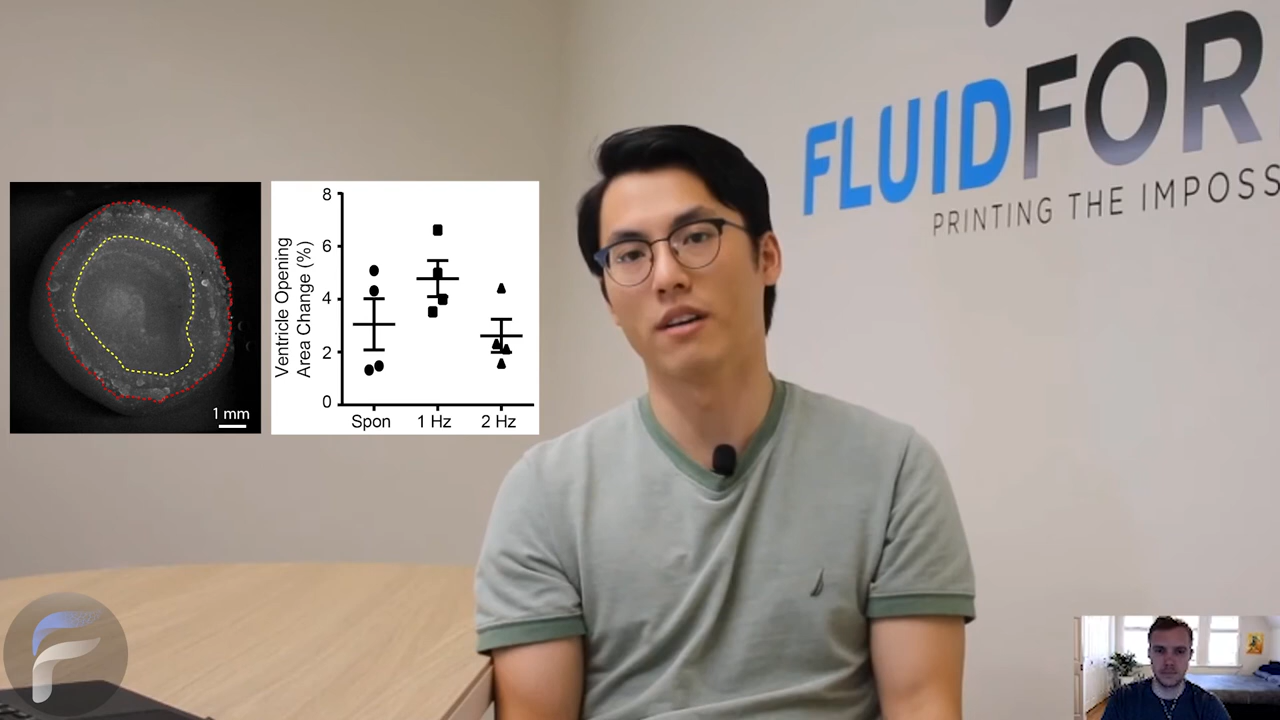 FLUIDFOR
PRINTING THE IMPOSS
1 mm
Ventricle Opening
Area Change (%)
8
6
4
2
0
Spon 1 Hz 2 Hz